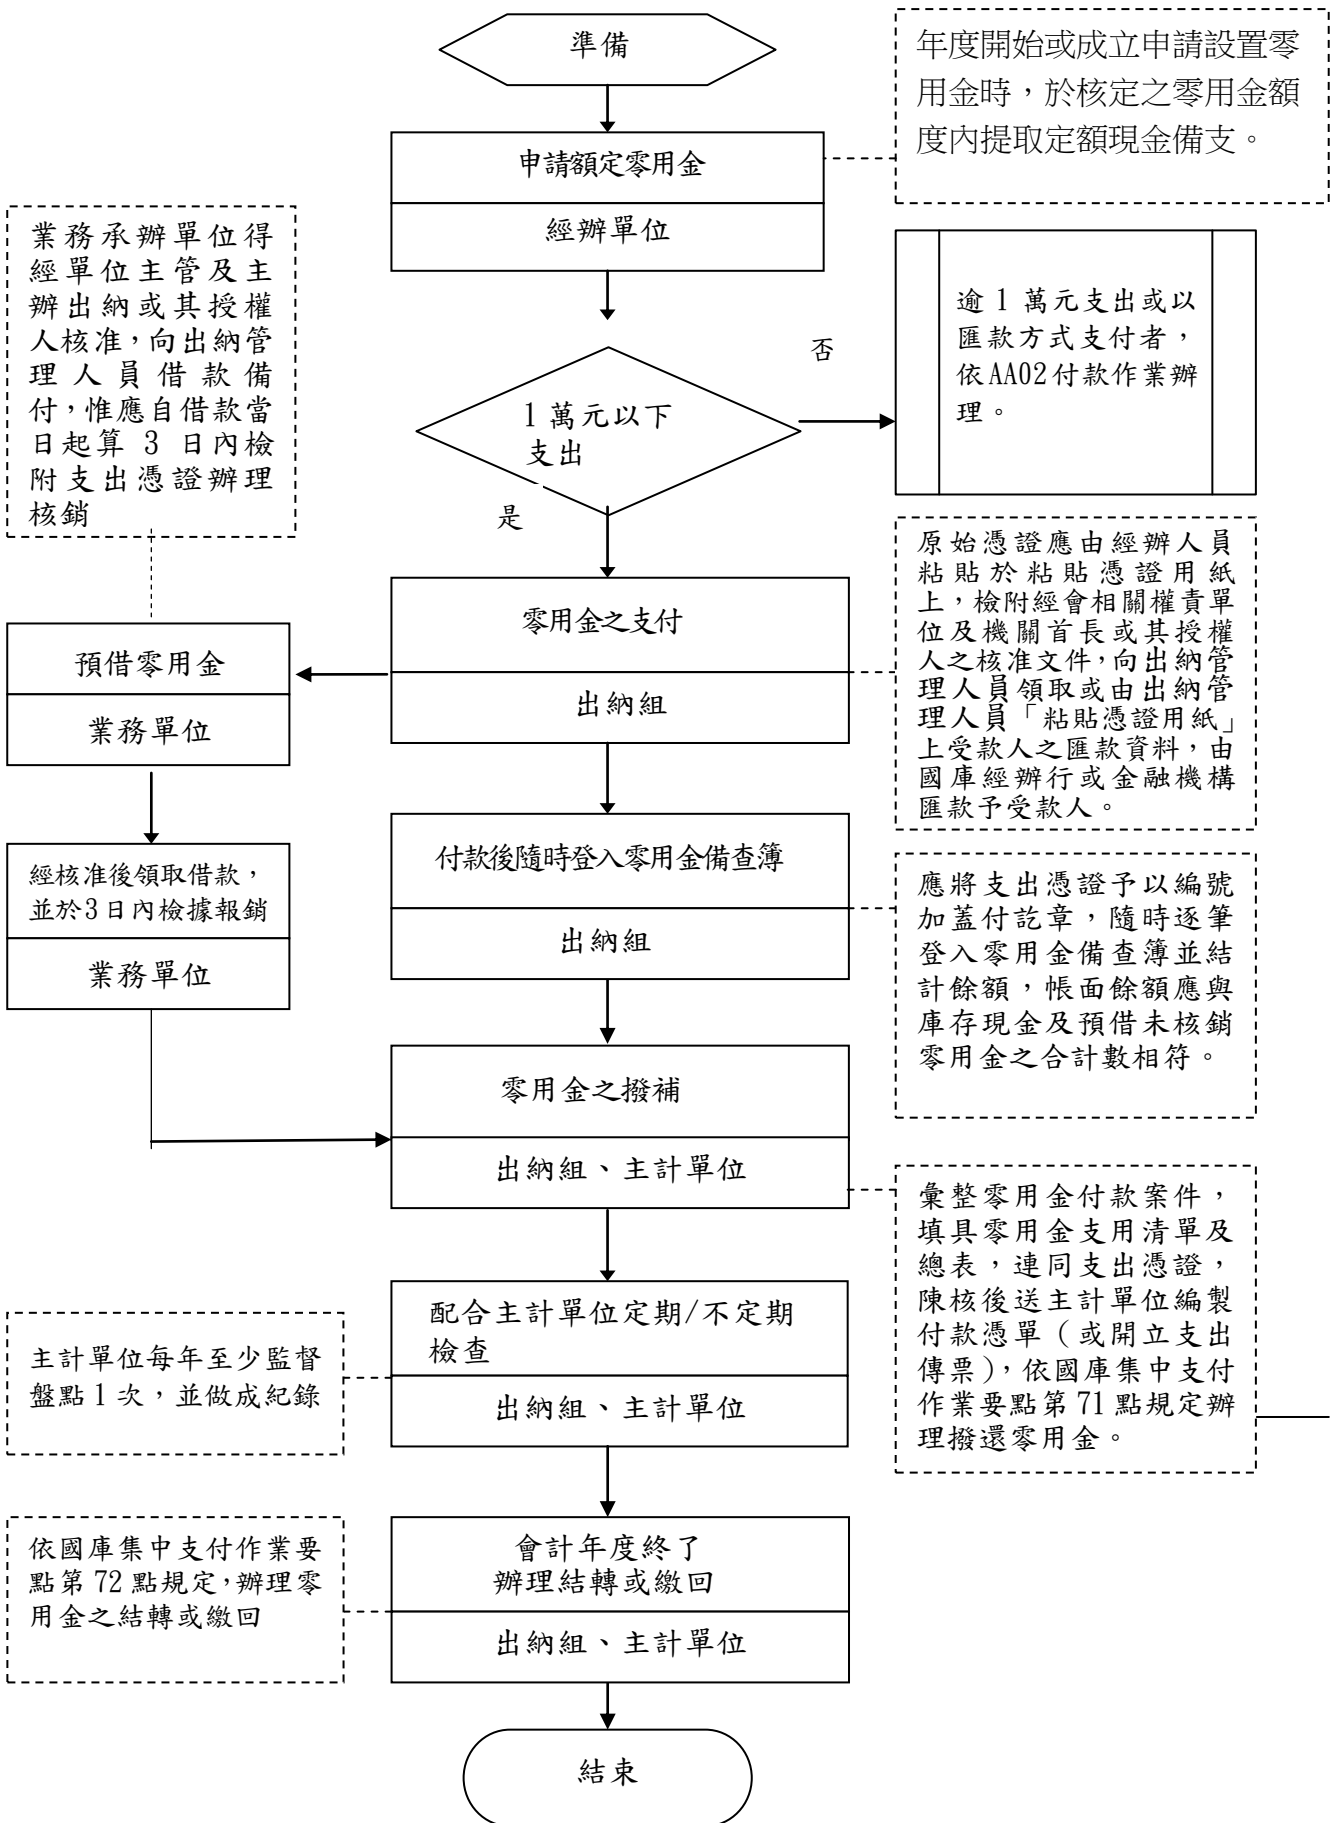 準備
年度開始或成立申請設置零
用金時，於核定之零用金額
度內提取定額現金備支。
申請額定零用金
經辦單位
業務承辦單位得
經單位主管及主
辦出納或其授權
人核准，向出納管
理人員借款備
付，惟應自借款當
日起算 3 日內檢
附支出憑證辦理
核銷
逾 1 萬元支出或以
匯款方式支付者，
依AA02付款作業辦
理。
否
1 萬元以下
支出
是
原始憑證應由經辦人員
粘貼於粘貼憑證用紙
上，檢附經會相關權責單
位及機關首長或其授權
人之核准文件，向出納管
理人員領取或由出納管
理人員「粘貼憑證用紙」
上受款人之匯款資料，由
國庫經辦行或金融機構
匯款予受款人。
零用金之支付
出納組
預借零用金
業務單位
付款後隨時登入零用金備查簿
出納組
經核准後領取借款，
並於3日內檢據報銷
業務單位
應將支出憑證予以編號
加蓋付訖章，隨時逐筆
登入零用金備查簿並結
計餘額，帳面餘額應與
庫存現金及預借未核銷
零用金之合計數相符。
零用金之撥補
出納組、主計單位
彙整零用金付款案件，
填具零用金支用清單及
總表，連同支出憑證，
陳核後送主計單位編製
付款憑單（或開立支出
傳票），依國庫集中支付
作業要點第 71 點規定辦
理撥還零用金。
配合主計單位定期/不定期
檢查
出納組、主計單位
主計單位每年至少監督
盤點 1 次，並做成紀錄
會計年度終了
辦理結轉或繳回
出納組、主計單位
依國庫集中支付作業要
點第 72 點規定，辦理零
用金之結轉或繳回
結束